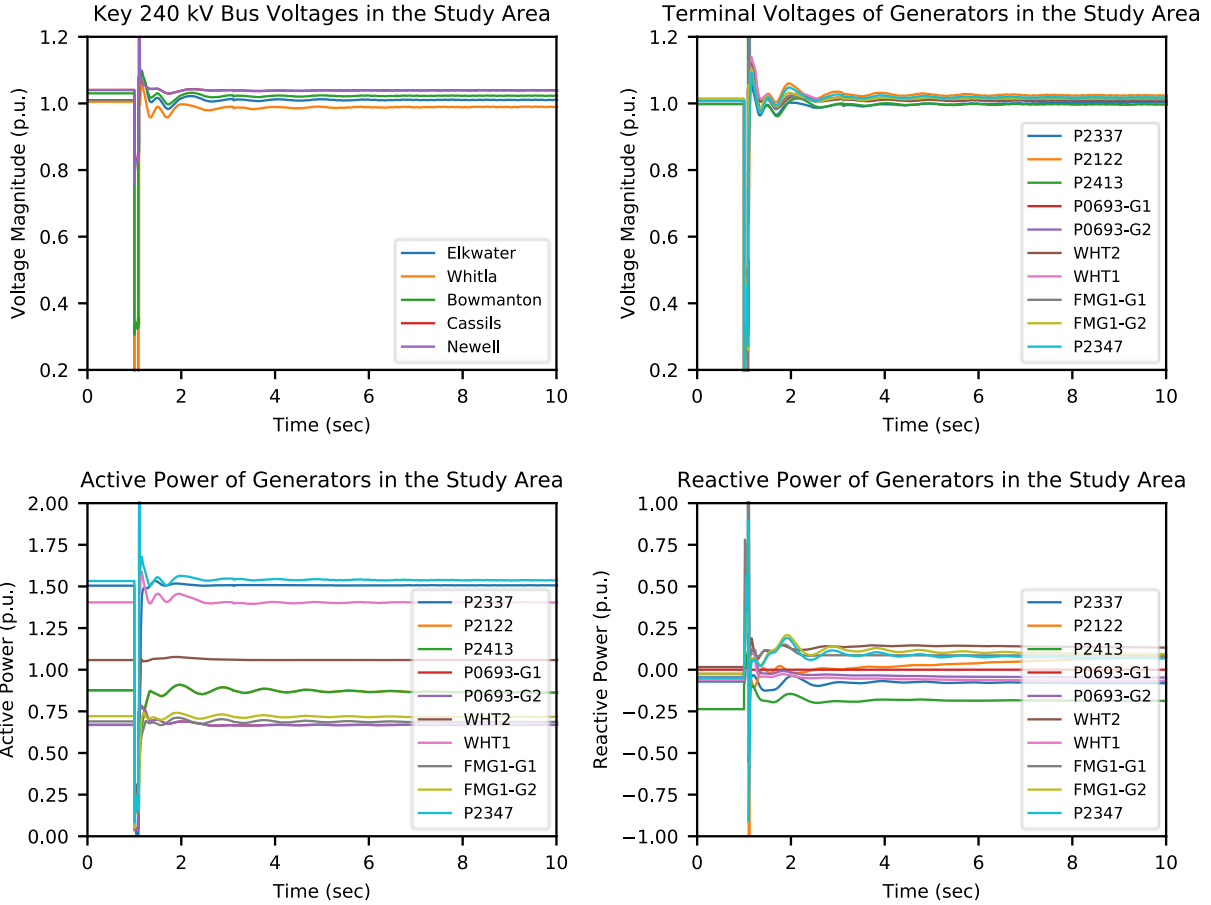 Key 240 kV Bus Voltages in the Study Area
1.2
1.0
0.8
0.6
0.4
0.2
Voltage Magnitude (p.u.)
Elkwater
Whitla
Bowmanton
Cassils
Newell
0 2 4 6 8 10
Time (sec)
Terminal Voltages of Generators in the Study Area
1.2
1.0
0.8
0.6
0.4
0.2
Voltage Magnitude (p.u.)
P2337
P2122
P2413
P0693-G1
P0693-G2
WHT2
WHT1
FMG1-G1
FMG1-G2
P2347
0 2 4 6 8 10
Time (sec)
Active Power of Generators in the Study Area
2.00
1.75
1.50
1.25
1.00
0.75
0.50
0.25
0.00
Active Power (p.u.)
P2337
P2122
P2413
P0693-G1
P0693-G2
WHT2
WHT1
FMG1-G1
FMG1-G2
P2347
0 2 4 6 8 10
Time (sec)
Reactive Power of Generators in the Study Area
1.00
0.75
0.50
0.25
0.00
−0.25
−0.50
−0.75
−1.00
Reactive Power (p.u.)
P2337
P2122
P2413
P0693-G1
P0693-G2
WHT2
WHT1
FMG1-G1
FMG1-G2
P2347
0 2 4 6 8 10
Time (sec)